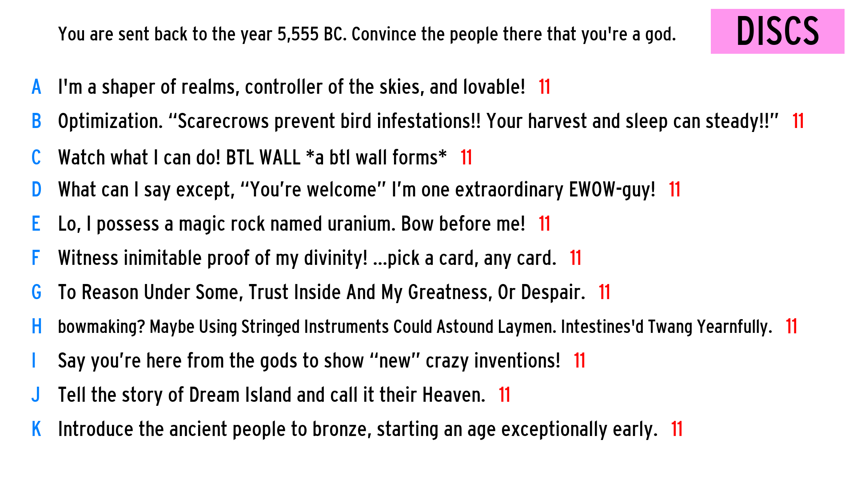 You are sent back to the year 5,555 BC. Convince the people there that you're a god.
DISCS
A I'm a shaper of realms, controller of the skies, and lovable! 11
B Optimization. “Scarecrows prevent bird infestations!! Your harvest and sleep can steady!!” 11
C Watch what I can do! BTL WALL *a btl wall forms* 11
D What can I say except, “You’re welcome” I’m one extraordinary EWOW-guy! 11
E Lo, I possess a magic rock named uranium. Bow before me! 11
F Witness inimitable proof of my divinity! ...pick a card, any card. 11
G To Reason Under Some, Trust Inside And My Greatness, Or Despair. 11
H bowmaking? Maybe Using Stringed Instruments Could Astound Laymen. Intestines'd Twang Yearnfully. 11
I Say you’re here from the gods to show “new” crazy inventions! 11
J Tell the story of Dream Island and call it their Heaven. 11
K Introduce the ancient people to bronze, starting an age exceptionally early. 11